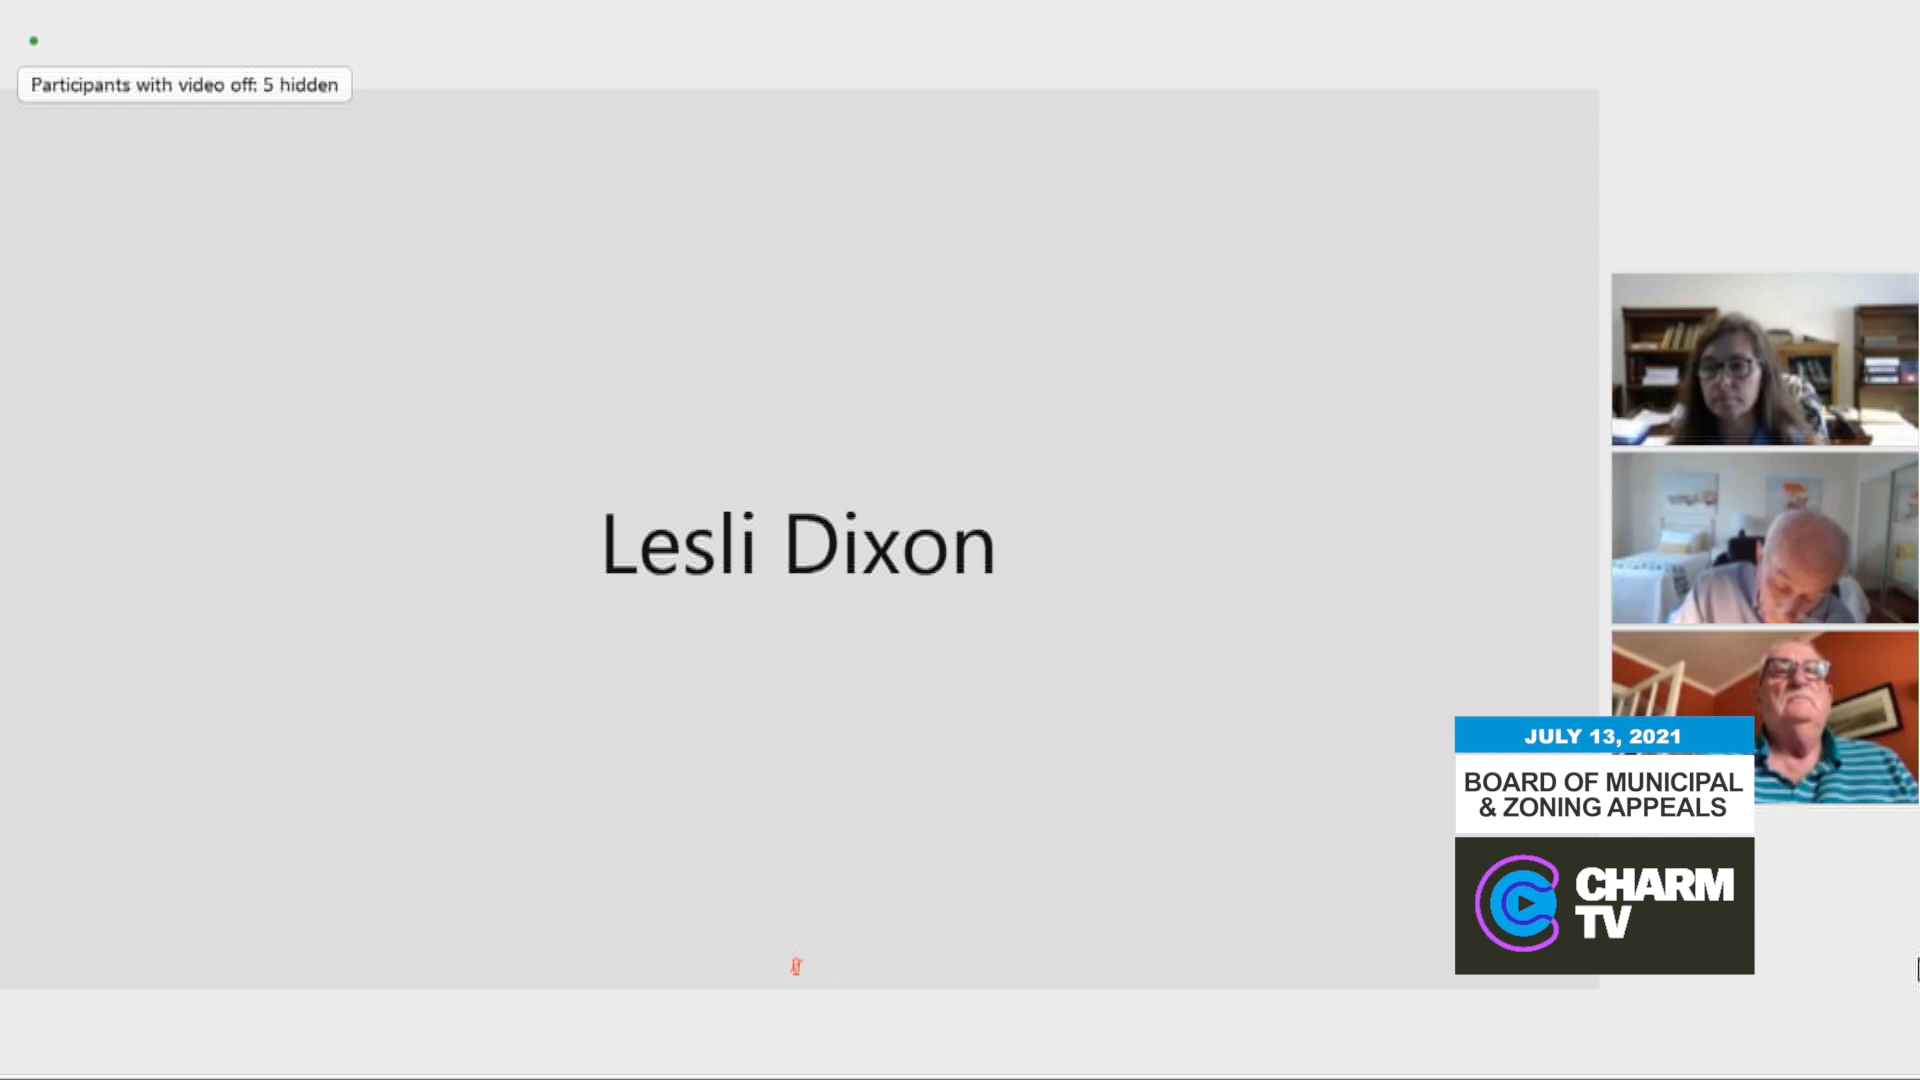 Participants with video off: 5 hidden
Lesli Dixon
JULY 13, 2021
BOARD OF MUNICIPAL
& ZONING APPEALS
CHARM
TV